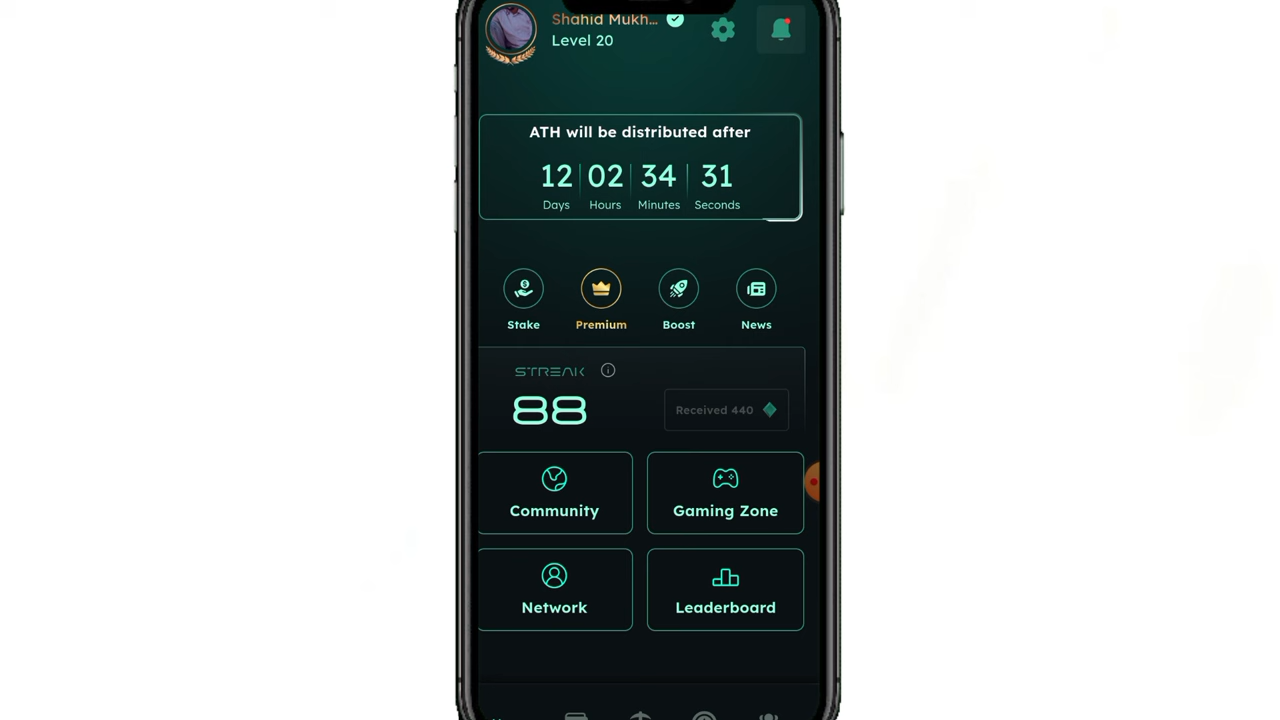 Shahid Mukh...
Level 20
ATH will be distributed after
12 02 34 31
Days Hours Minutes Seconds
Stake Premium Boost News
STREAK
88
Received 440
Community
Gaming Zone
Network
Leaderboard